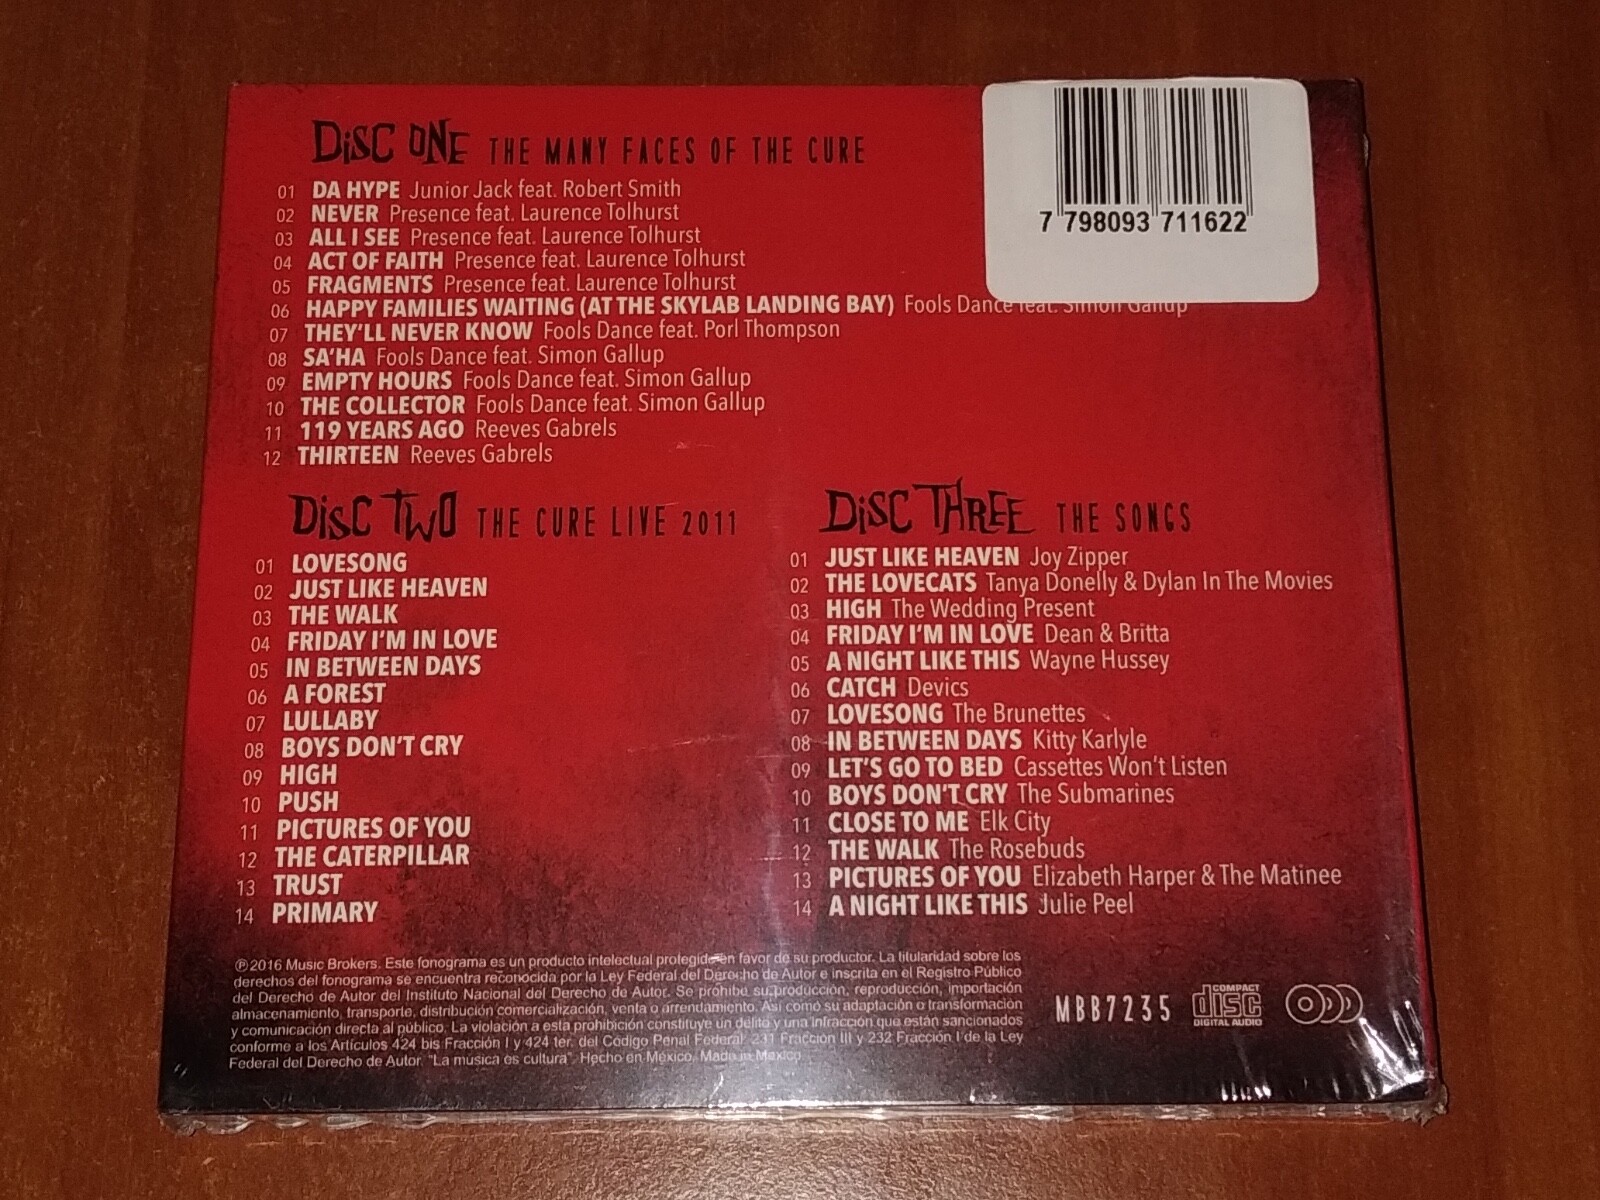 DISC ONE THE MANY FACES OF THE CURE
01 DA HYPE Junior Jack feat. Robert Smith
02 NEVER Presence feat. Laurence Tolhurst
03 ALL I SEE Presence feat. Laurence Tolhurst
04 ACT OF FAITH Presence feat. Laurence Tolhurst
05 FRAGMENTS Presence feat. Laurence Tolhurst
06 HAPPY FAMILIES WAITING (AT THE SKYLAB LANDING BAY) Fools Dance feat. Simon Gallup
07 THEY'LL NEVER KNOW Fools Dance feat. Porl Thompson
08 SA'HA Fools Dance feat. Simon Gallup
09 EMPTY HOURS Fools Dance feat. Simon Gallup
10 THE COLLECTOR Fools Dance feat. Simon Gallup
11 119 YEARS AGO Reeves Gabrels
12 THIRTEEN Reeves Gabrels
7 798093 711622
DISC TWO THE CURE LIVE 2011
01 LOVESONG
02 JUST LIKE HEAVEN
03 THE WALK
04 FRIDAY I'M IN LOVE
05 IN BETWEEN DAYS
06 A FOREST
07 LULLABY
08 BOYS DON'T CRY
09 HIGH
10 PUSH
11 PICTURES OF YOU
12 THE CATERPILLAR
13 TRUST
14 PRIMARY
DISC THREE THE SONGS
01 JUST LIKE HEAVEN Joy Zipper
02 THE LOVECATS Tanya Donelly & Dylan In The Movies
03 HIGH The Wedding Present
04 FRIDAY I'M IN LOVE Dean & Britta
05 A NIGHT LIKE THIS Wayne Hussey
06 CATCH Devics
07 LOVESONG The Brunettes
08 IN BETWEEN DAYS Kitty Karlyle
09 LET'S GO TO BED Cassettes Won't Listen
10 BOYS DON'T CRY The Submarines
11 CLOSE TO ME Elk City
12 THE WALK The Rosebuds
13 PICTURES OF YOU Elizabeth Harper & The Matinee
14 A NIGHT LIKE THIS Julie Peel
℗2016 Music Brokers. Este fonograma es un producto intelectual protegido en favor de su productor. La titularidad sobre los
derechos del fonograma se encuentra reconocida por la Ley Federal del Derecho de Autor e inscrita en el Registro Público
del Derecho de Autor del Instituto Nacional del Derecho de Autor. Se prohíbe su producción, reproducción, importación
almacenamiento, transporte, distribución comercialización, venta o arrendamiento. Así como su adaptación o transformación
y comunicación directa al público. La violación a esta prohibición constituye un delito y una infracción que están sancionados
conforme a los Artículos 424 bis Fracción I y 424 ter. del Código Penal Federal. 231 Fracción III y 232 Fracción I de la Ley
Federal del Derecho de Autor. "La música es cultura". Hecho en México. Made in Mexico
MBB7235
COMPACT
disc
DIGITAL AUDIO